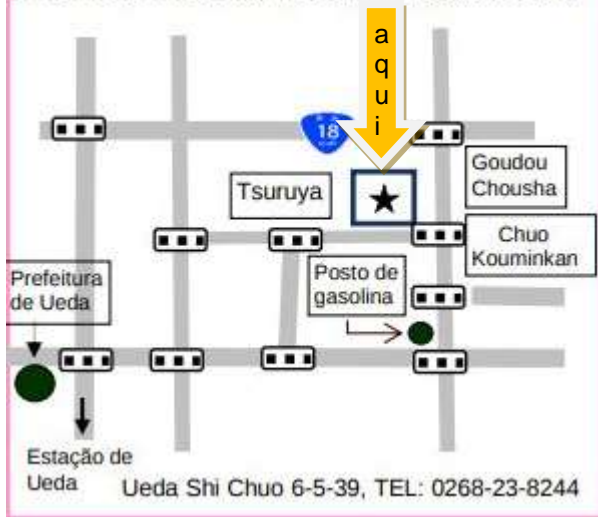 a
q
u
i
18
Goudou
Chousha
Tsuruya
Chuo
Kouminkan
Prefeitura
de Ueda
Posto de
gasolina
Estação de
Ueda
Ueda Shi Chuo 6-5-39, TEL: 0268-23-8244